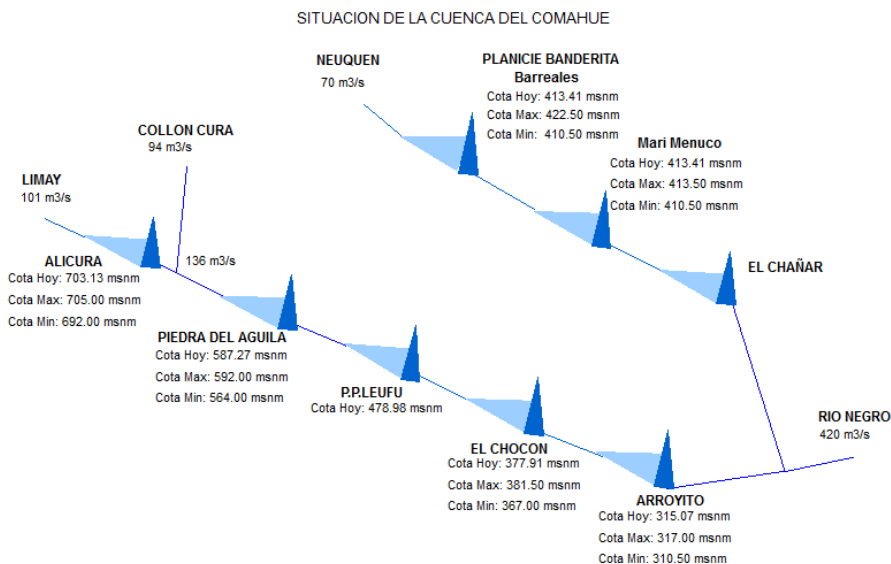 SITUACION DE LA CUENCA DEL COMAHUE
NEUQUEN
70 m3/s
PLANICIE BANDERITA
Barreales
Cota Hoy: 413.41 msnm
Cota Max: 422.50 msnm
Cota Min: 410.50 msnm
COLLON CURA
94 m3/s
Mari Menuco
Cota Hoy: 413.41 msnm
Cota Max: 413.50 msnm
Cota Min: 410.50 msnm
LIMAY
101 m3/s
136 m3/s
ALICURA
Cota Hoy: 703.13 msnm
Cota Max: 705.00 msnm
Cota Min: 692.00 msnm
EL CHAÑAR
PIEDRA DEL AGUILA
Cota Hoy: 587.27 msnm
Cota Max: 592.00 msnm
Cota Min: 564.00 msnm
P.P.LEUFU
Cota Hoy: 478.98 msnm
EL CHOCON
Cota Hoy: 377.91 msnm
Cota Max: 381.50 msnm
Cota Min: 367.00 msnm
RIO NEGRO
420 m3/s
ARROYITO
Cota Hoy: 315.07 msnm
Cota Max: 317.00 msnm
Cota Min: 310.50 msnm